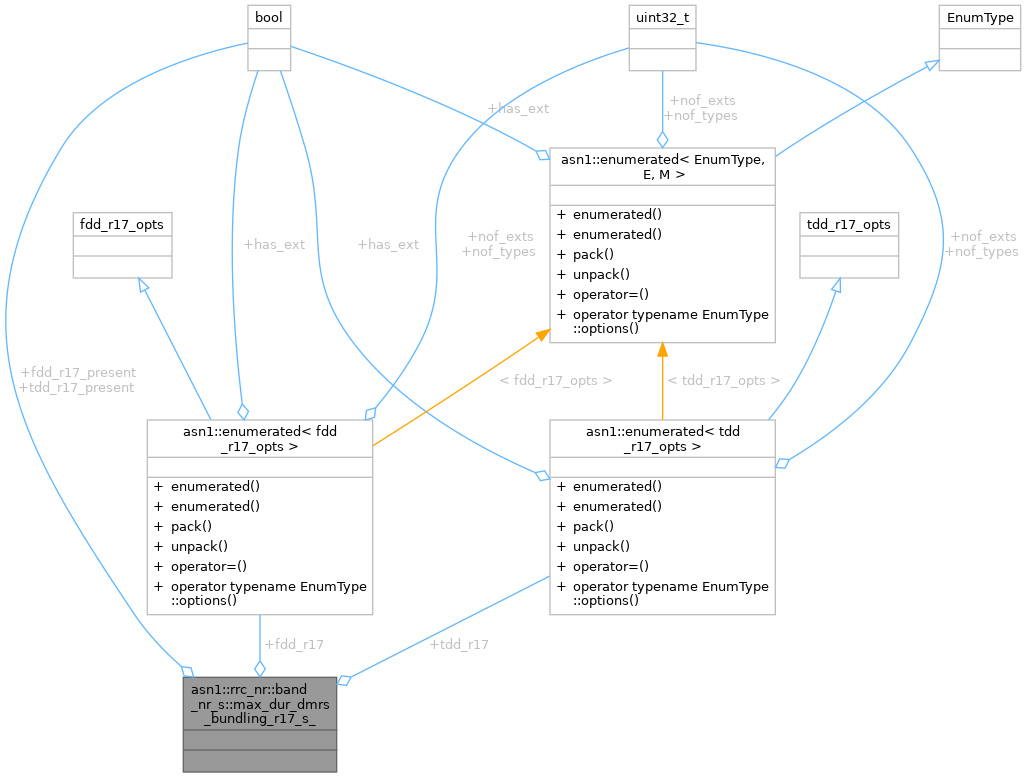 bool
uint32_t
EnumType
+has_ext
+nof_exts
+nof_types
asn1::enumerated< EnumType,
E, M >
+ enumerated()
+ enumerated()
+ pack()
+ unpack()
+ operator=()
+ operator typename EnumType
::options()
fdd_r17_opts
tdd_r17_opts
+has_ext
+has_ext
+nof_exts
+nof_types
+nof_exts
+nof_types
+fdd_r17_present
+tdd_r17_present
< fdd_r17_opts >
< tdd_r17_opts >
asn1::enumerated< fdd
_r17_opts >
+ enumerated()
+ enumerated()
+ pack()
+ unpack()
+ operator=()
+ operator typename EnumType
::options()
asn1::enumerated< tdd
_r17_opts >
+ enumerated()
+ enumerated()
+ pack()
+ unpack()
+ operator=()
+ operator typename EnumType
::options()
+fdd_r17
+tdd_r17
asn1::rrc_nr::band
_nr_s::max_dur_dmrs
_bundling_r17_s_